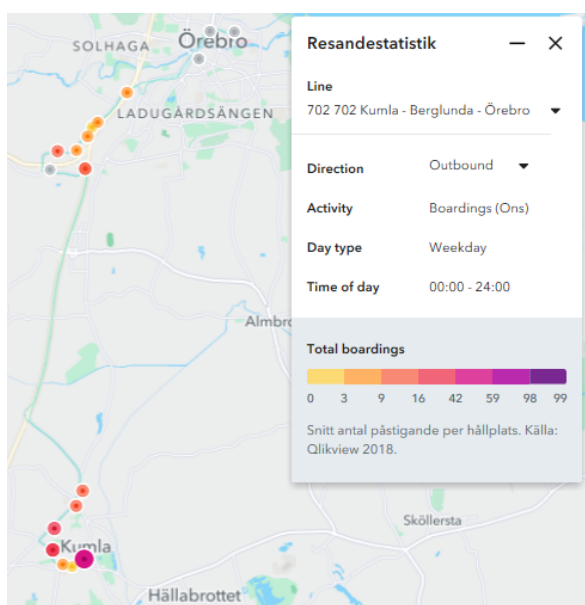 SOLHAGA
Örebro
LADUGÅRDSÄNGEN
Sköllersta
Kumla
Hällabrottet
Resandestatistik
Line
702 702 Kumla - Berglunda - Örebro
Direction
Outbound
Activity
Boardings (Ons)
Day type
Weekday
Time of day
00:00 - 24:00
Total boardings
0 3 9 16 42 59 98 99
Snitt antal påstigande per hållplats. Källa:
Qlikview 2018.